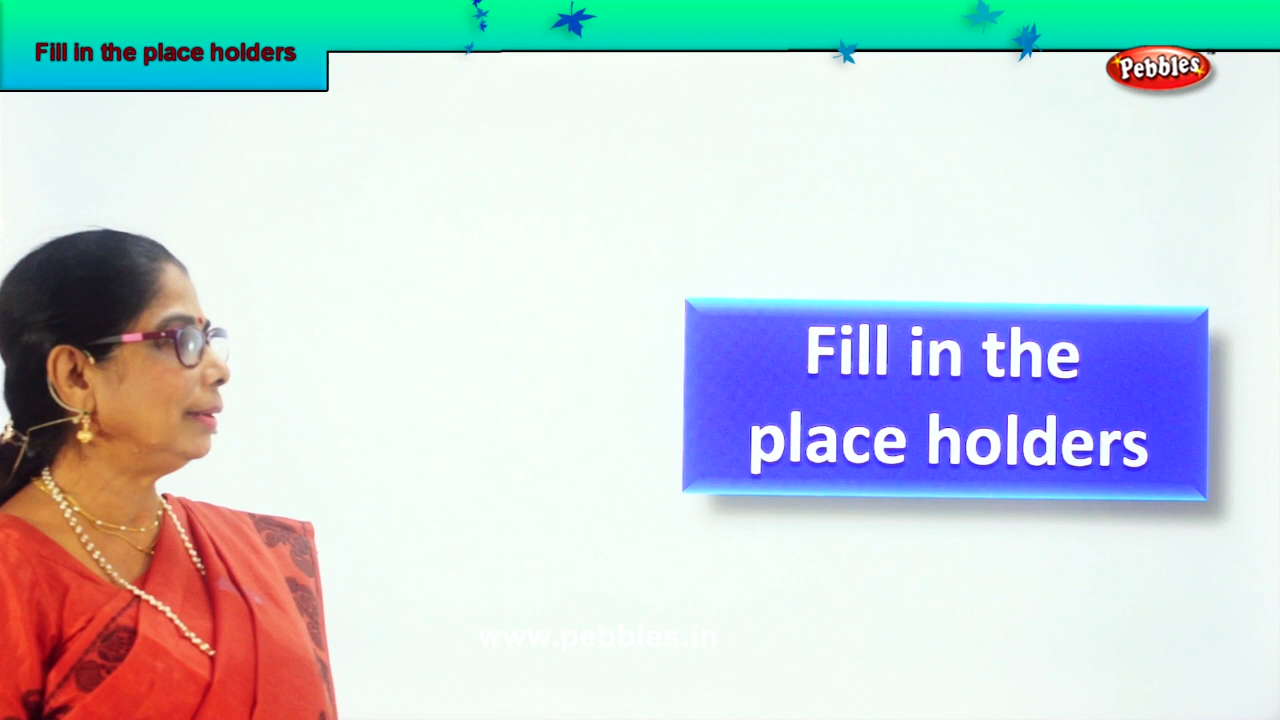 Fill in the place holders
Pebbles
Fill in the
place holders
www.pebbles.in